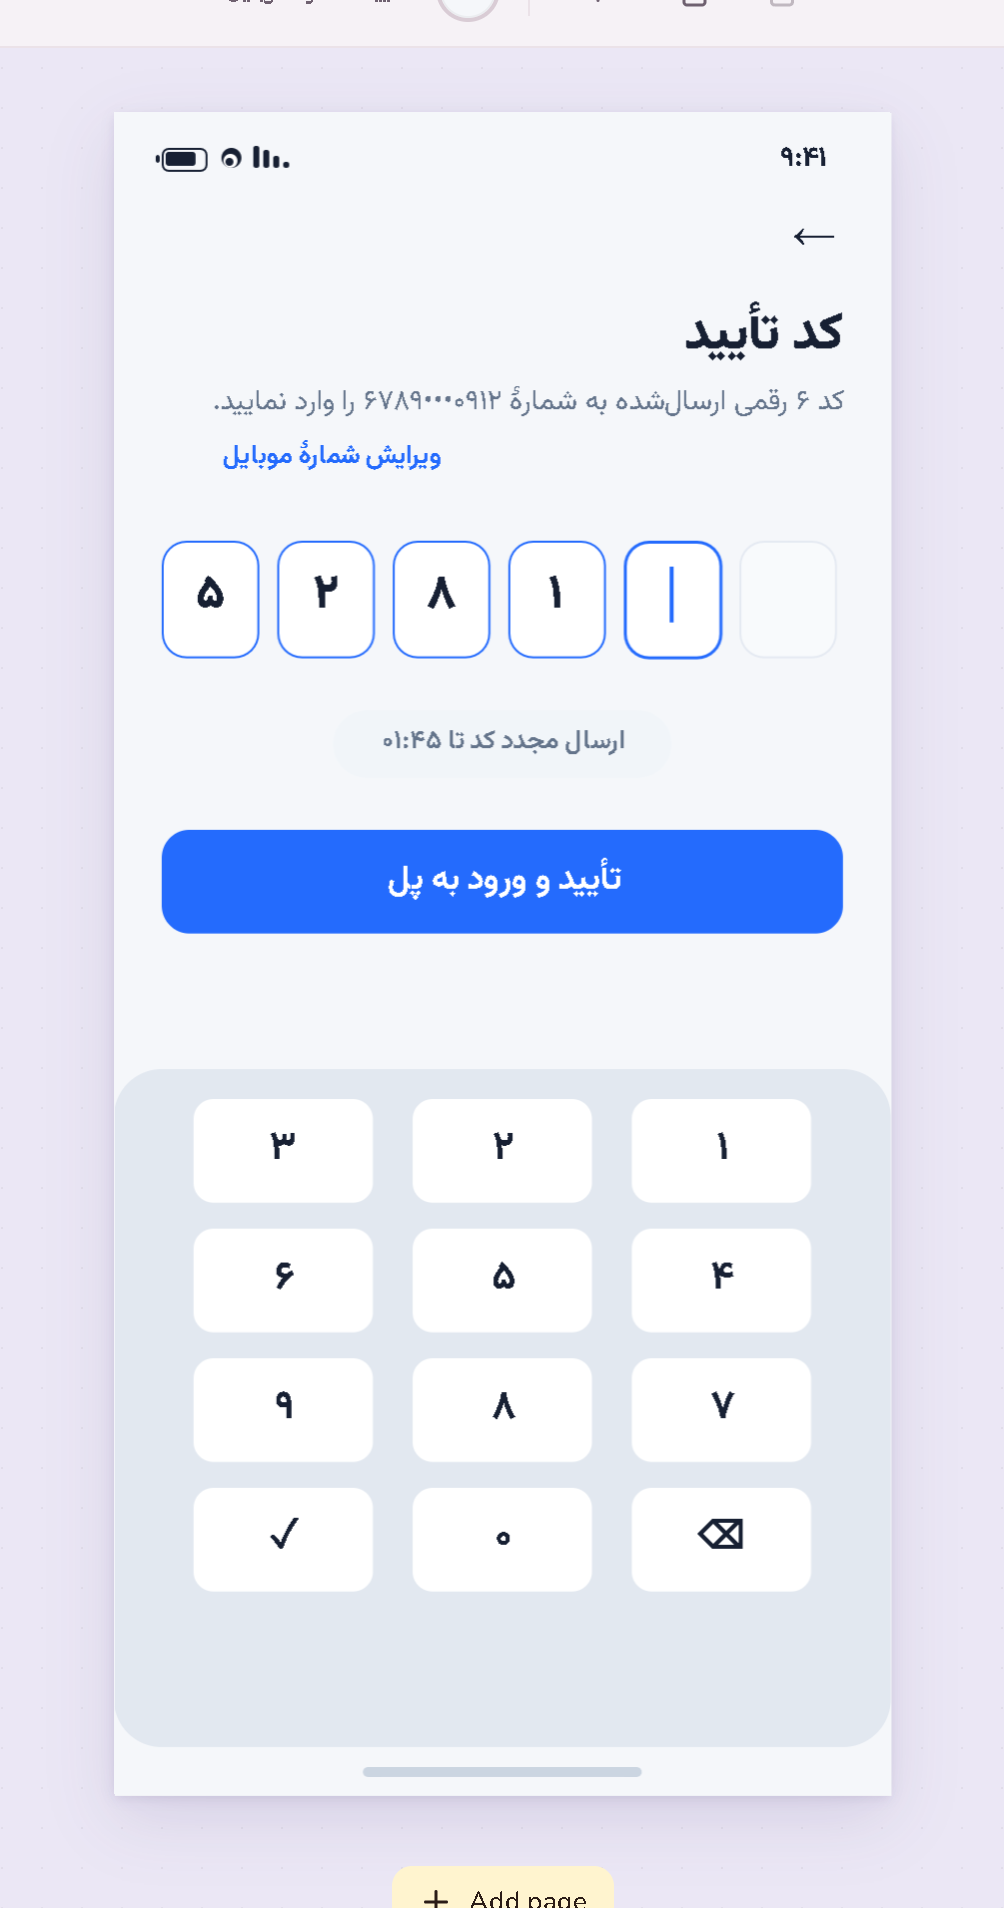 ۹:۴۱
کد تأیید
کد ۶ رقمی ارسال‌شده به شمارهٔ ۰۹۱۲•••۶۷۸۹ را وارد نمایید.
ویرایش شمارهٔ موبایل
۵ ۲ ۸ ۱
ارسال مجدد کد تا ۰۱:۴۵
تأیید و ورود به پل
۳ ۲ ۱
۶ ۵ ۴
۹ ۸ ۷
✓ ۰ ⌫
+ Add page